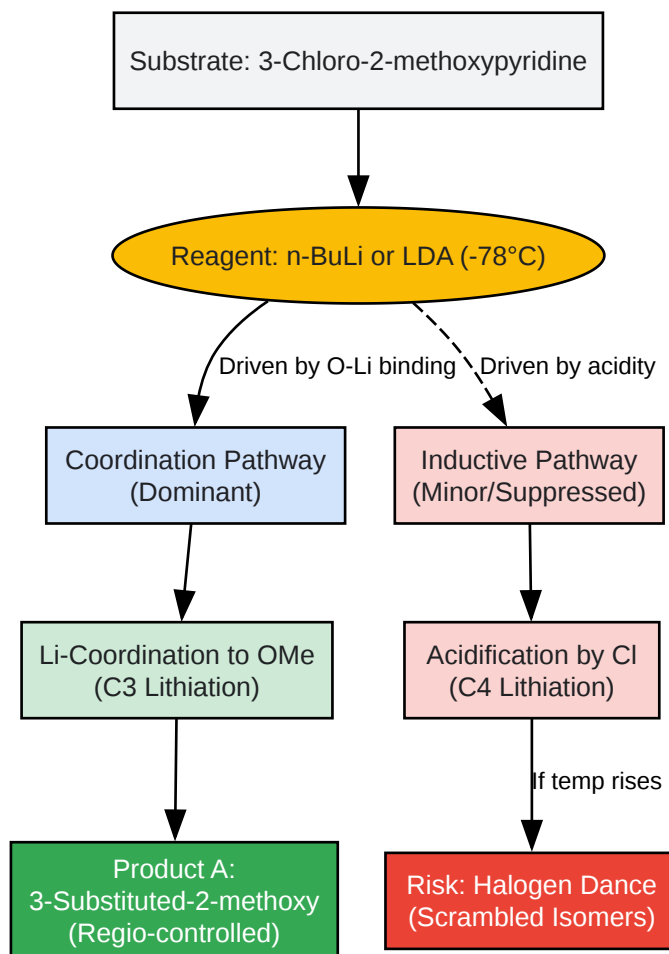 Substrate: 3-Chloro-2-methoxypyridine
Reagent: n-BuLi or LDA (-78°C)
Driven by O-Li binding
Driven by acidity
Coordination Pathway
(Dominant)
Inductive Pathway
(Minor/Suppressed)
Li-Coordination to OMe
(C3 Lithiation)
Acidification by Cl
(C4 Lithiation)
If temp rises
Product A:
3-Substituted-2-methoxy
(Regio-controlled)
Risk: Halogen Dance
(Scrambled Isomers)